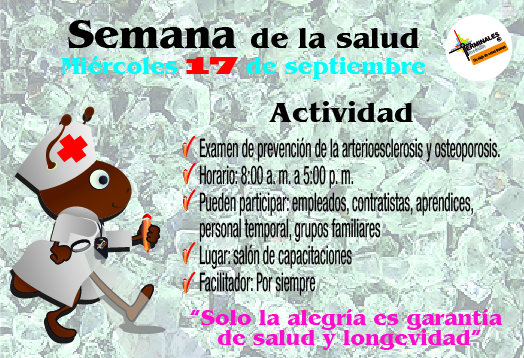 Semana de la salud
Miércoles 17 de septiembre
TERMINALES
Actividad
Examen de prevención de la arterioesclerosis y osteoporosis.
Horario: 8:00 a. m. a 5:00 p. m.
Pueden participar: empleados, contratistas, aprendices,
personal temporal, grupos familiares
Lugar: salón de capacitaciones
Facilitador: Por siempre
“Solo la alegría es garantía
de salud y longevidad”